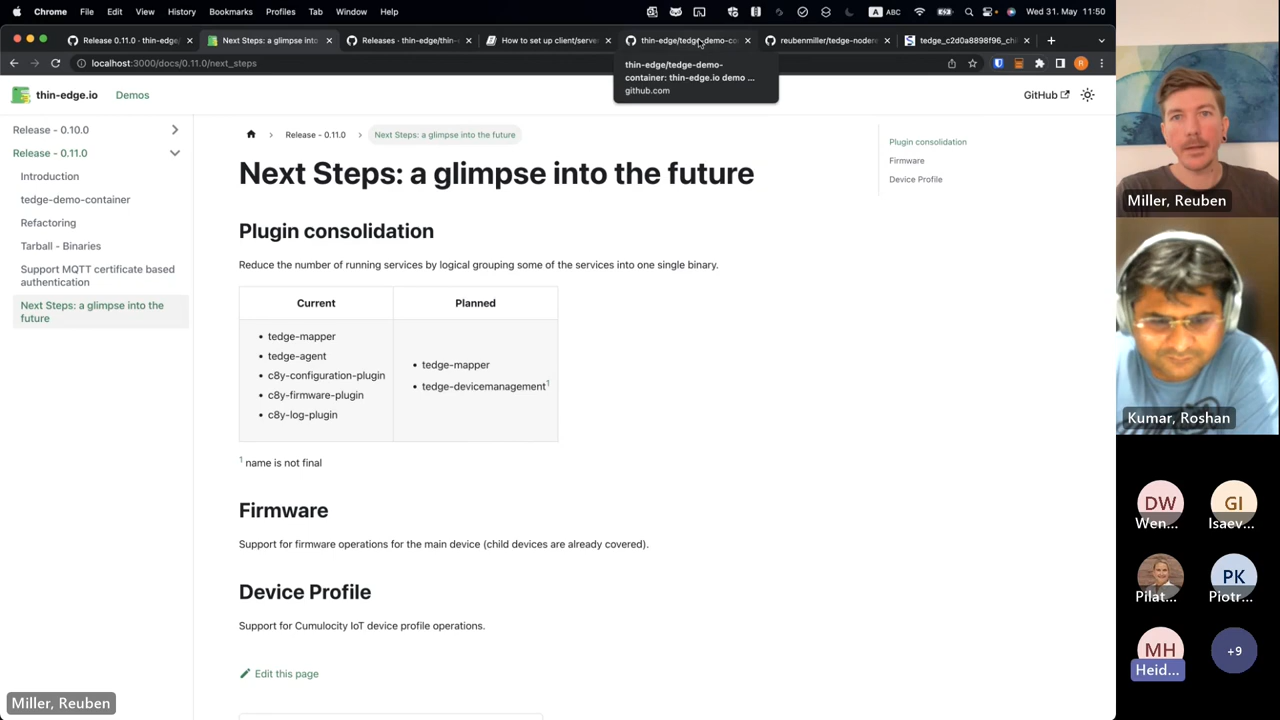 Chrome File Edit View History Bookmarks Profiles Tab Window Help
A ABC Wed 31. May 11:50
Release 0.11.0 · thin-edge/ Next Steps: a glimpse into Releases · thin-edge/thin- How to set up client/server thin-edge/tedge-demo-co reubenmiller/tedge-nodere tedge_c2d0a8898f96_chi
localhost:3000/docs/0.11.0/next_steps
R
thin-edge/tedge-demo-
container: thin-edge.io demo ...
github.com
thin-edge.io Demos
GitHub
Release - 0.10.0
Release - 0.11.0
Introduction
tedge-demo-container
Refactoring
Tarball - Binaries
Support MQTT certificate based
authentication
Next Steps: a glimpse into the
future
Release - 0.11.0 Next Steps: a glimpse into the future
Next Steps: a glimpse into the future
Plugin consolidation
Reduce the number of running services by logical grouping some of the services into one single binary.
Current Planned
tedge-mapper
tedge-agent
c8y-configuration-plugin
c8y-firmware-plugin
c8y-log-plugin
tedge-mapper
tedge-devicemanagement1
1 name is not final
Firmware
Support for firmware operations for the main device (child devices are already covered).
Device Profile
Support for Cumulocity IoT device profile operations.
Edit this page
Plugin consolidation
Firmware
Device Profile
Miller, Reuben
Miller, Reuben
Kumar, Roshan
DW GI
Wen... Isaev...
PK
Pilat... Piotr...
MH +9
Heid...